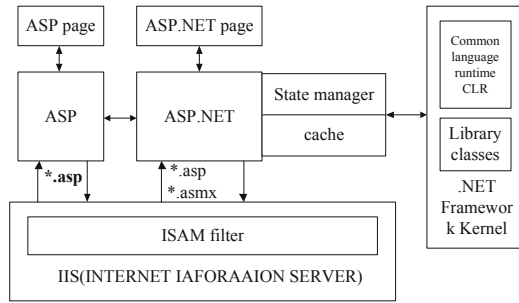 ASP page
ASP.NET page
ASP
ASP.NET
State manager
cache
Common
language
runtime
CLR
Library
classes
.NET
Framewor
k Kernel
*.asp
*.asp
*.asmx
ISAM filter
IIS(INTERNET IAFORAAION SERVER)